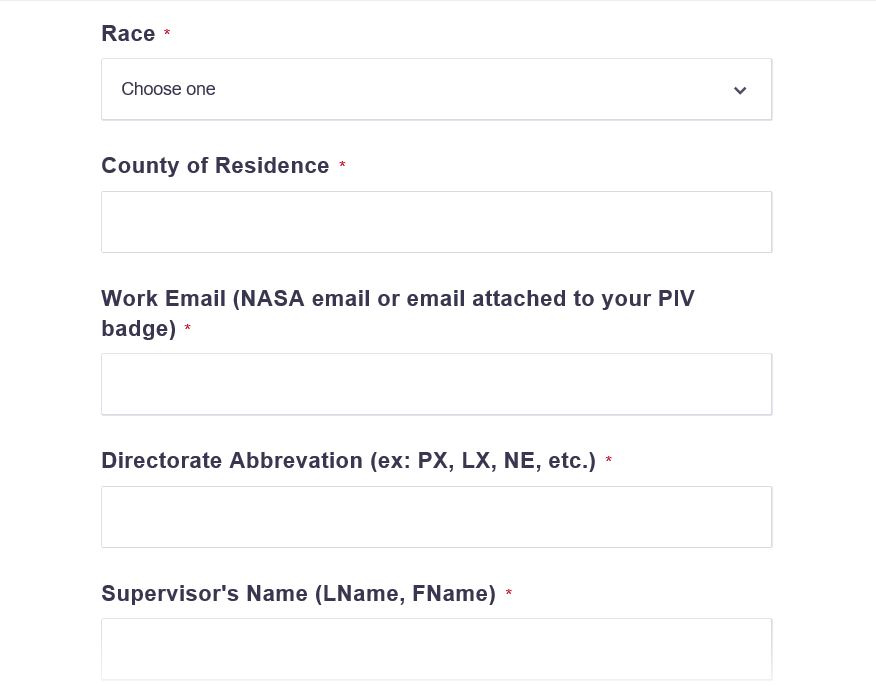 Race *
Choose one
County of Residence *
Work Email (NASA email or email attached to your PIV
badge) *
Directorate Abbrevation (ex: PX, LX, NE, etc.) *
Supervisor's Name (LName, FName) *